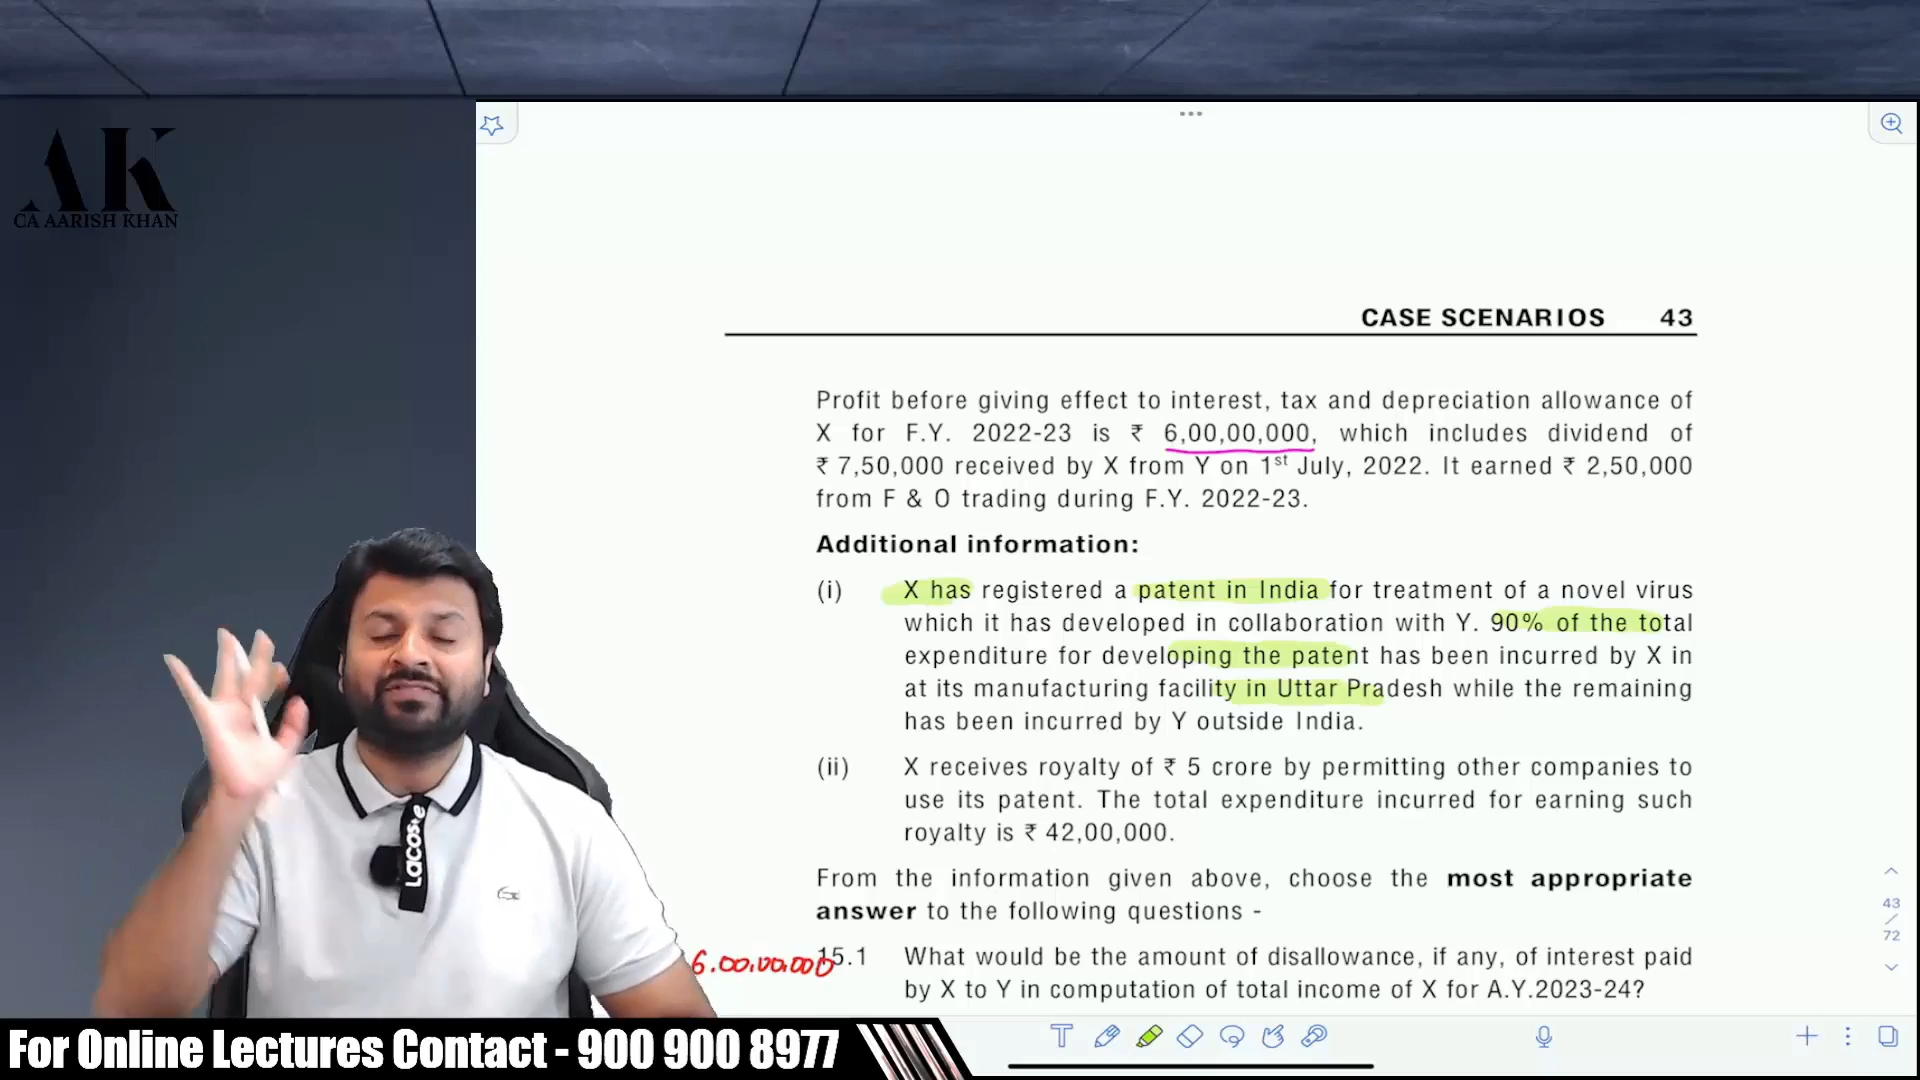 AK
CA AARISH KHAN
CASE SCENARIOS 43
Profit before giving effect to interest, tax and depreciation allowance of
X for F.Y. 2022-23 is ₹ 6,00,00,000, which includes dividend of
₹ 7,50,000 received by X from Y on 1st July, 2022. It earned ₹ 2,50,000
from F & O trading during F.Y. 2022-23.
Additional information:
(i) X has registered a patent in India for treatment of a novel virus
which it has developed in collaboration with Y. 90% of the total
expenditure for developing the patent has been incurred by X in
at its manufacturing facility in Uttar Pradesh while the remaining
has been incurred by Y outside India.
(ii) X receives royalty of ₹ 5 crore by permitting other companies to
use its patent. The total expenditure incurred for earning such
royalty is ₹ 42,00,000.
From the information given above, choose the most appropriate
answer to the following questions -
6.00.00.000
15.1 What would be the amount of disallowance, if any, of interest paid
by X to Y in computation of total income of X for A.Y.2023-24?
43
/
72
Lacoste
T
For Online Lectures Contact - 900 900 8977